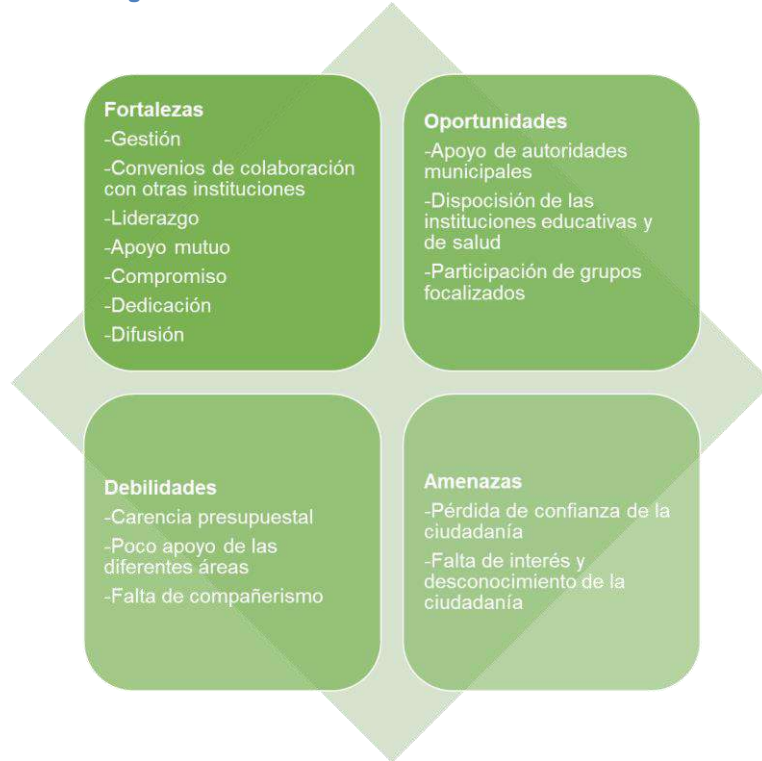 Fortalezas
-Gestión
-Convenios de colaboración
con otras instituciones
-Liderazgo
-Apoyo mutuo
-Compromiso
-Dedicación
-Difusión
Oportunidades
-Apoyo de autoridades
municipales
-Dispocisión de las
instituciones educativas y
de salud
-Participación de grupos
focalizados
Debilidades
-Carencia presupuestal
-Poco apoyo de las
diferentes áreas
-Falta de compañerismo
Amenazas
-Pérdida de confianza de la
ciudadanía
-Falta de interés y
desconocimiento de la
ciudadanía